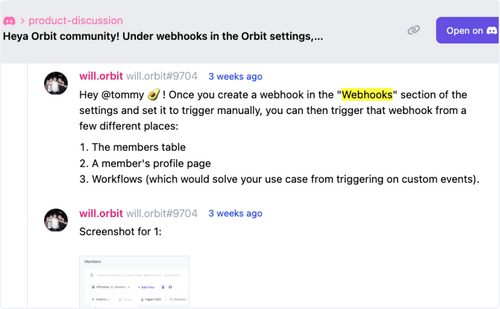 product-discussion
Heya Orbit community! Under webhooks in the Orbit settings,...
Open on
will.orbit will.orbit#9704 3 weeks ago
Hey @tommy 🥑 ! Once you create a webhook in the "Webhooks" section of the
settings and set it to trigger manually, you can then trigger that webhook from a
few different places:
1. The members table
2. A member's profile page
3. Workflows (which would solve your use case from triggering on custom events).
will.orbit will.orbit#9704 3 weeks ago
Screenshot for 1:
Members